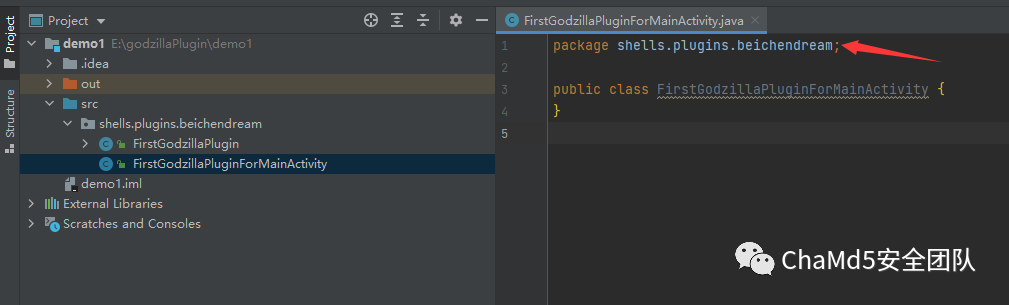 Project
Structure
Project
demo1 E:\godzillaPlugin\demo1
.idea
out
src
shells.plugins.beichendream
FirstGodzillaPlugin
FirstGodzillaPluginForMainActivity
demo1.iml
External Libraries
Scratches and Consoles
FirstGodzillaPluginForMainActivity.java
1 package shells.plugins.beichendream;
2
3 public class FirstGodzillaPluginForMainActivity {
4 }
5
ChaMd5安全团队